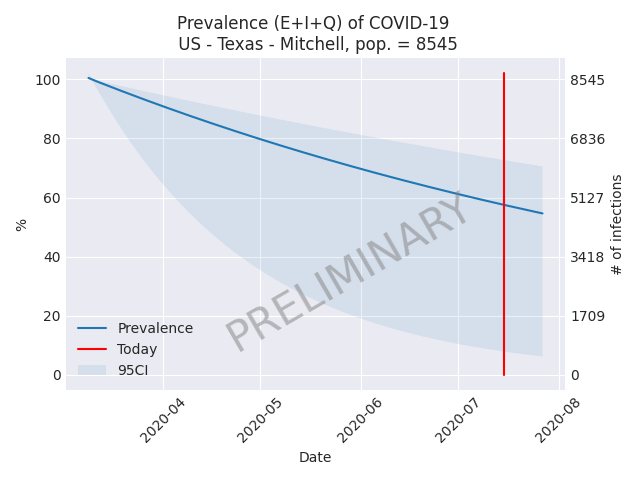 Prevalence (E+I+Q) of COVID-19
US - Texas - Mitchell, pop. = 8545
100
80
60
40
20
0
%
8545
6836
5127
3418
1709
0
# of infections
PRELIMINARY
Prevalence
Today
95CI
2020-04
2020-05
2020-06
2020-07
2020-08
Date